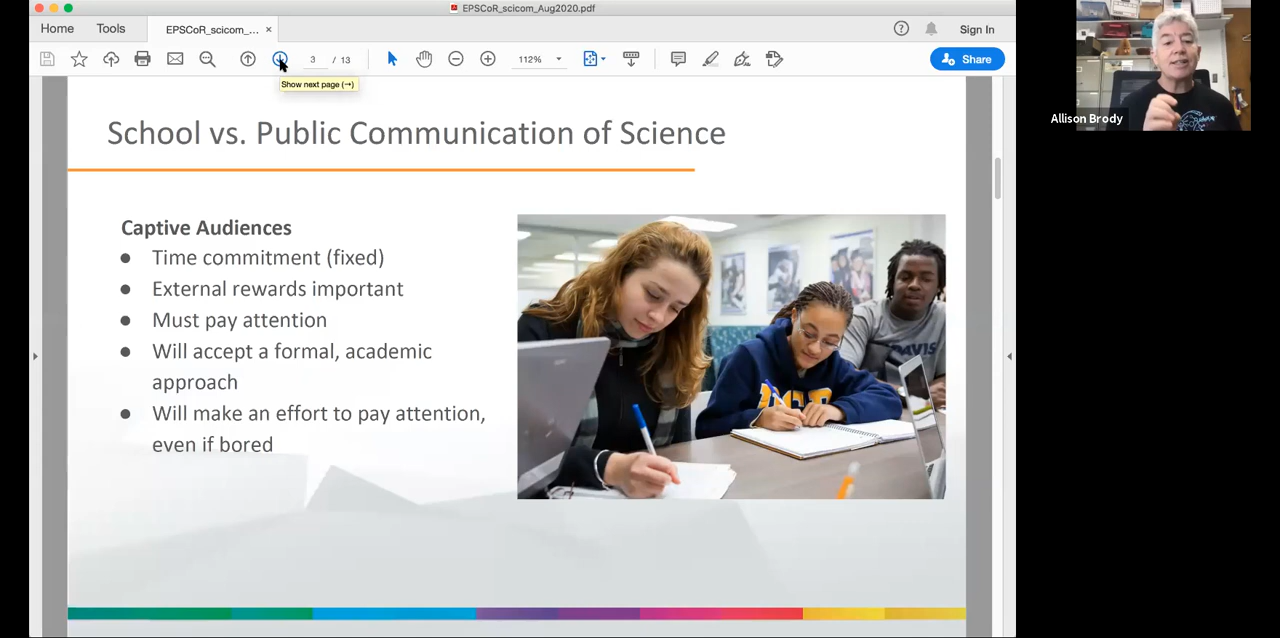 EPSCoR_scicom_Aug2020.pdf
Home
Tools
EPSCoR_scicom_... ×
Sign In
3 / 13
112%
Share
Show next page (→)
Allison Brody
School vs. Public Communication of Science
Captive Audiences
● Time commitment (fixed)
● External rewards important
● Must pay attention
● Will accept a formal, academic
approach
● Will make an effort to pay attention,
even if bored
DAVIS